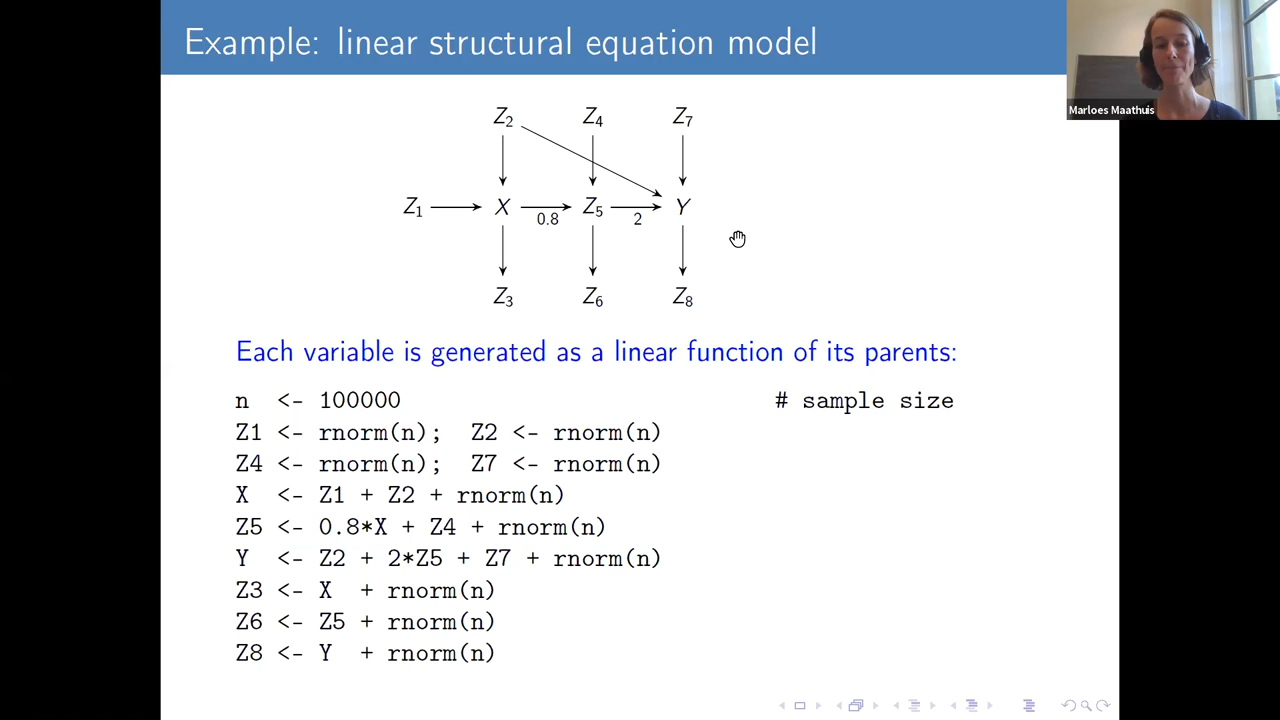 Example: linear structural equation model
Marloes Maathuis
Z2 Z4 Z7
Z1 X 0.8 Z5 2 Y
Z3 Z6 Z8
Each variable is generated as a linear function of its parents:
n <- 100000 # sample size
Z1 <- rnorm(n); Z2 <- rnorm(n)
Z4 <- rnorm(n); Z7 <- rnorm(n)
X <- Z1 + Z2 + rnorm(n)
Z5 <- 0.8*X + Z4 + rnorm(n)
Y <- Z2 + 2*Z5 + Z7 + rnorm(n)
Z3 <- X + rnorm(n)
Z6 <- Z5 + rnorm(n)
Z8 <- Y + rnorm(n)